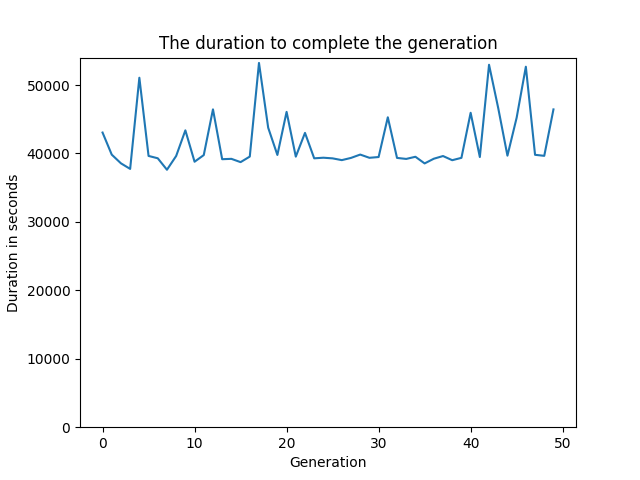 The duration to complete the generation
50000
40000
30000
20000
10000
0
Duration in seconds
0 10 20 30 40 50
Generation